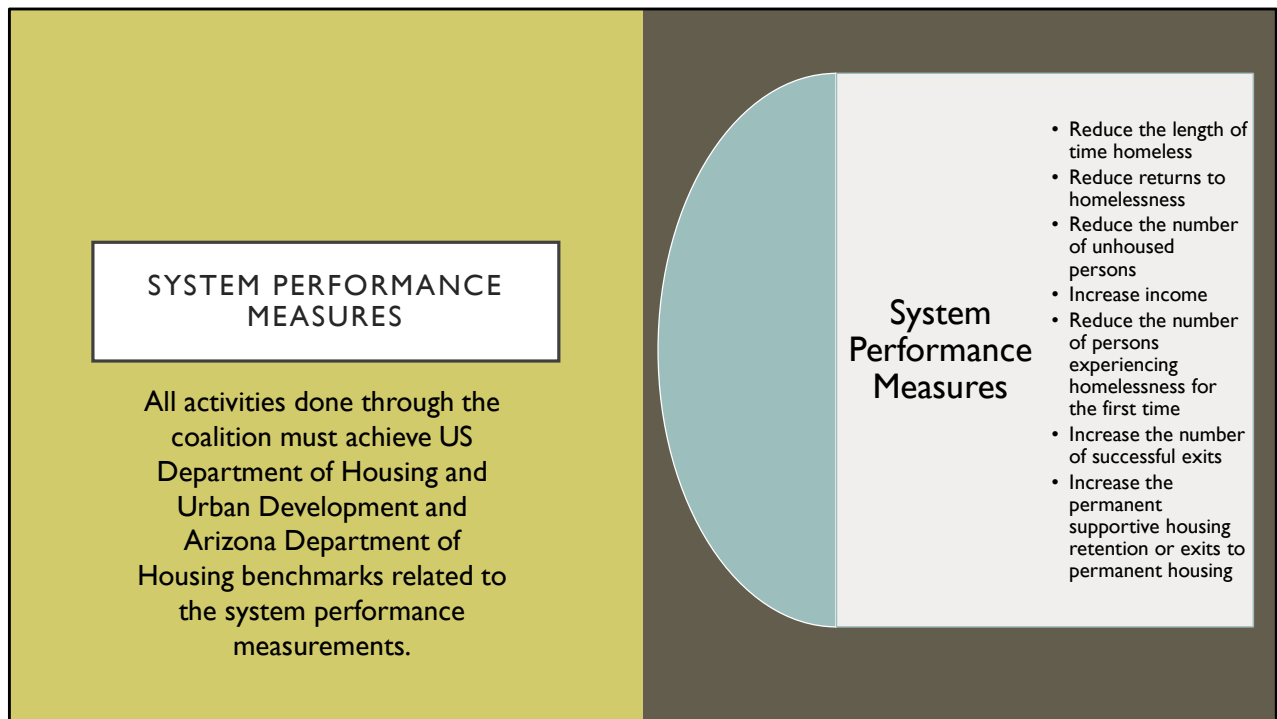 SYSTEM PERFORMANCE
MEASURES
All activities done through the
coalition must achieve US
Department of Housing and
Urban Development and
Arizona Department of
Housing benchmarks related to
the system performance
measurements.
System
Performance
Measures
• Reduce the length of
time homeless
• Reduce returns to
homelessness
• Reduce the number
of unhoused
persons
• Increase income
• Reduce the number
of persons
experiencing
homelessness for
the first time
• Increase the number
of successful exits
• Increase the
permanent
supportive housing
retention or exits to
permanent housing